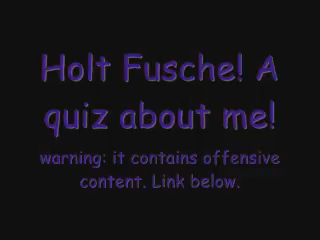 Holt Fusche! A
quiz about me!
warning: it contains offensive
content. Link below.